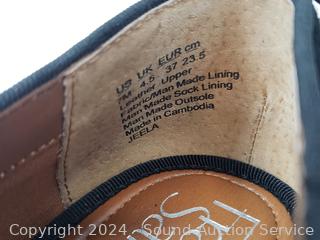 US UK EUR cm
7M 4.5 37 23.5
Leather Upper
Fabric/Man Made Lining
Man Made Sock Lining
Man Made Outsole
Made in Cambodia
JEELA
Copyright 2024 - Sound Auction Service